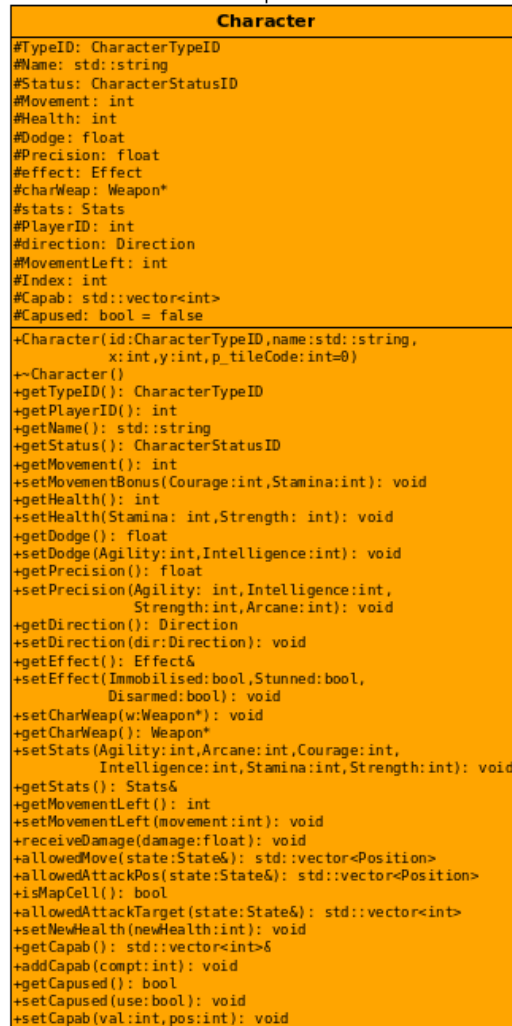 Character
#TypeID: CharacterTypeID
#Name: std::string
#Status: CharacterStatusID
#Movement: int
#Health: int
#Dodge: float
#Precision: float
#effect: Effect
#charWeap: Weapon*
#stats: Stats
#PlayerID: int
#direction: Direction
#MovementLeft: int
#Index: int
#Capab: std::vector<int>
#Capused: bool = false
+Character(id:CharacterTypeID,name:std::string,
x:int,y:int,p_tileCode:int=0)
+~Character()
+getTypeID(): CharacterTypeID
+getPlayerID(): int
+getName(): std::string
+getStatus(): CharacterStatusID
+getMovement(): int
+setMovementBonus(Courage:int,Stamina:int): void
+getHealth(): int
+setHealth(Stamina: int,Strength: int): void
+getDodge(): float
+setDodge(Agility:int,Intelligence:int): void
+getPrecision(): float
+setPrecision(Agility: int,Intelligence:int,
Strength:int,Arcane:int): void
+getDirection(): Direction
+setDirection(dir:Direction): void
+getEffect(): Effect&
+setEffect(Immobilised:bool,Stunned:bool,
Disarmed:bool): void
+setCharWeap(w:Weapon*): void
+getCharWeap(): Weapon*
+setStats(Agility:int,Arcane:int,Courage:int,
Intelligence:int,Stamina:int,Strength:int): void
+getStats(): Stats&
+getMovementLeft(): int
+setMovementLeft(movement:int): void
+receiveDamage(damage:float): void
+allowedMove(state:State&): std::vector<Position>
+allowedAttackPos(state:State&): std::vector<Position>
+isMapCell(): bool
+allowedAttackTarget(state:State&): std::vector<int>
+setNewHealth(newHealth:int): void
+getCapab(): std::vector<int>&
+addCapab(compt:int): void
+getCapused(): bool
+setCapused(use:bool): void
+setCapab(val:int,pos:int): void